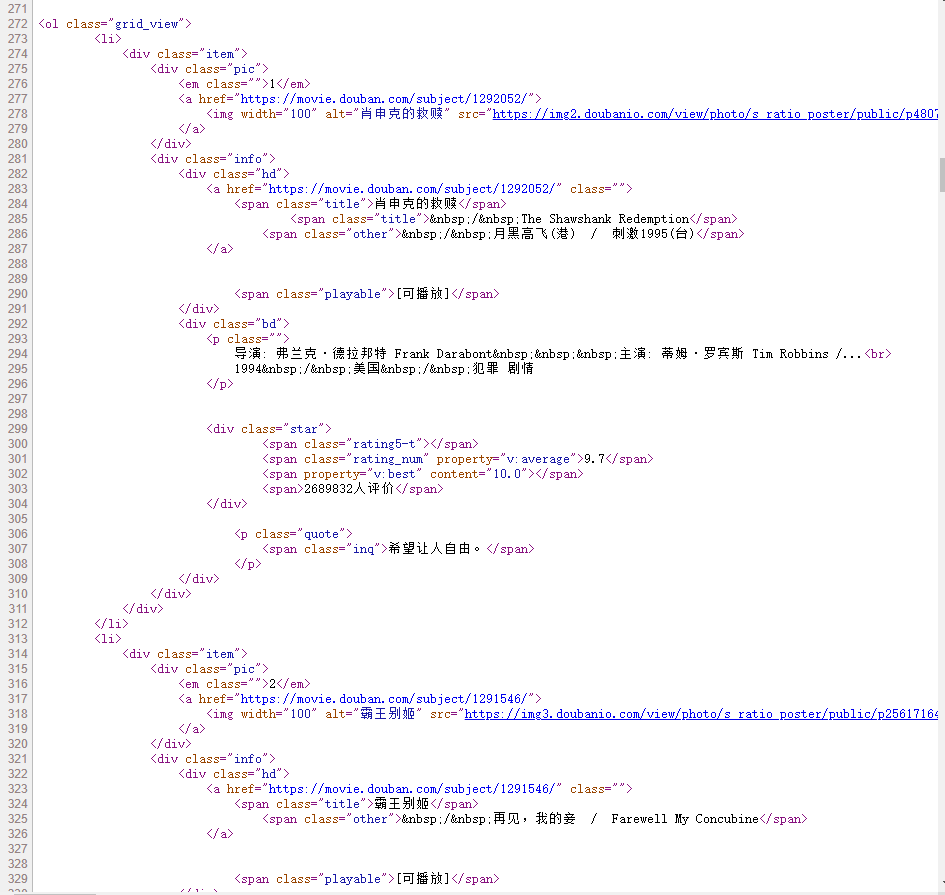 271
272 <ol class="grid_view">
273 <li>
274 <div class="item">
275 <div class="pic">
276 <em class="">1</em>
277 <a href="https://movie.douban.com/subject/1292052/">
278 <img width="100" alt="肖申克的救赎" src="https://img2.doubanio.com/view/photo/s_ratio_poster/public/p480
279 </a>
280 </div>
281 <div class="info">
282 <div class="hd">
283 <a href="https://movie.douban.com/subject/1292052/" class="">
284 <span class="title">肖申克的救赎</span>
285 <span class="title">&nbsp;/&nbsp;The Shawshank Redemption</span>
286 <span class="other">&nbsp;/&nbsp;月黑高飞(港) / 刺激1995(台)</span>
287 </a>
288
289
290 <span class="playable">[可播放]</span>
291 </div>
292 <div class="bd">
293 <p class="">
294 导演: 弗兰克·德拉邦特 Frank Darabont&nbsp;&nbsp;&nbsp;主演: 蒂姆·罗宾斯 Tim Robbins /...<br>
295 1994&nbsp;/&nbsp;美国&nbsp;/&nbsp;犯罪 剧情
296 </p>
297
298
299 <div class="star">
300 <span class="rating5-t"></span>
301 <span class="rating_num" property="v:average">9.7</span>
302 <span property="v:best" content="10.0"></span>
303 <span>2689832人评价</span>
304 </div>
305
306 <p class="quote">
307 <span class="inq">希望让人自由。</span>
308 </p>
309 </div>
310 </div>
311 </div>
312 </li>
313 <li>
314 <div class="item">
315 <div class="pic">
316 <em class="">2</em>
317 <a href="https://movie.douban.com/subject/1291546/">
318 <img width="100" alt="霸王别姬" src="https://img3.doubanio.com/view/photo/s_ratio_poster/public/p2561716
319 </a>
320 </div>
321 <div class="info">
322 <div class="hd">
323 <a href="https://movie.douban.com/subject/1291546/" class="">
324 <span class="title">霸王别姬</span>
325 <span class="other">&nbsp;/&nbsp;再见，我的妾 / Farewell My Concubine</span>
326 </a>
327
328
329 <span class="playable">[可播放]</span>